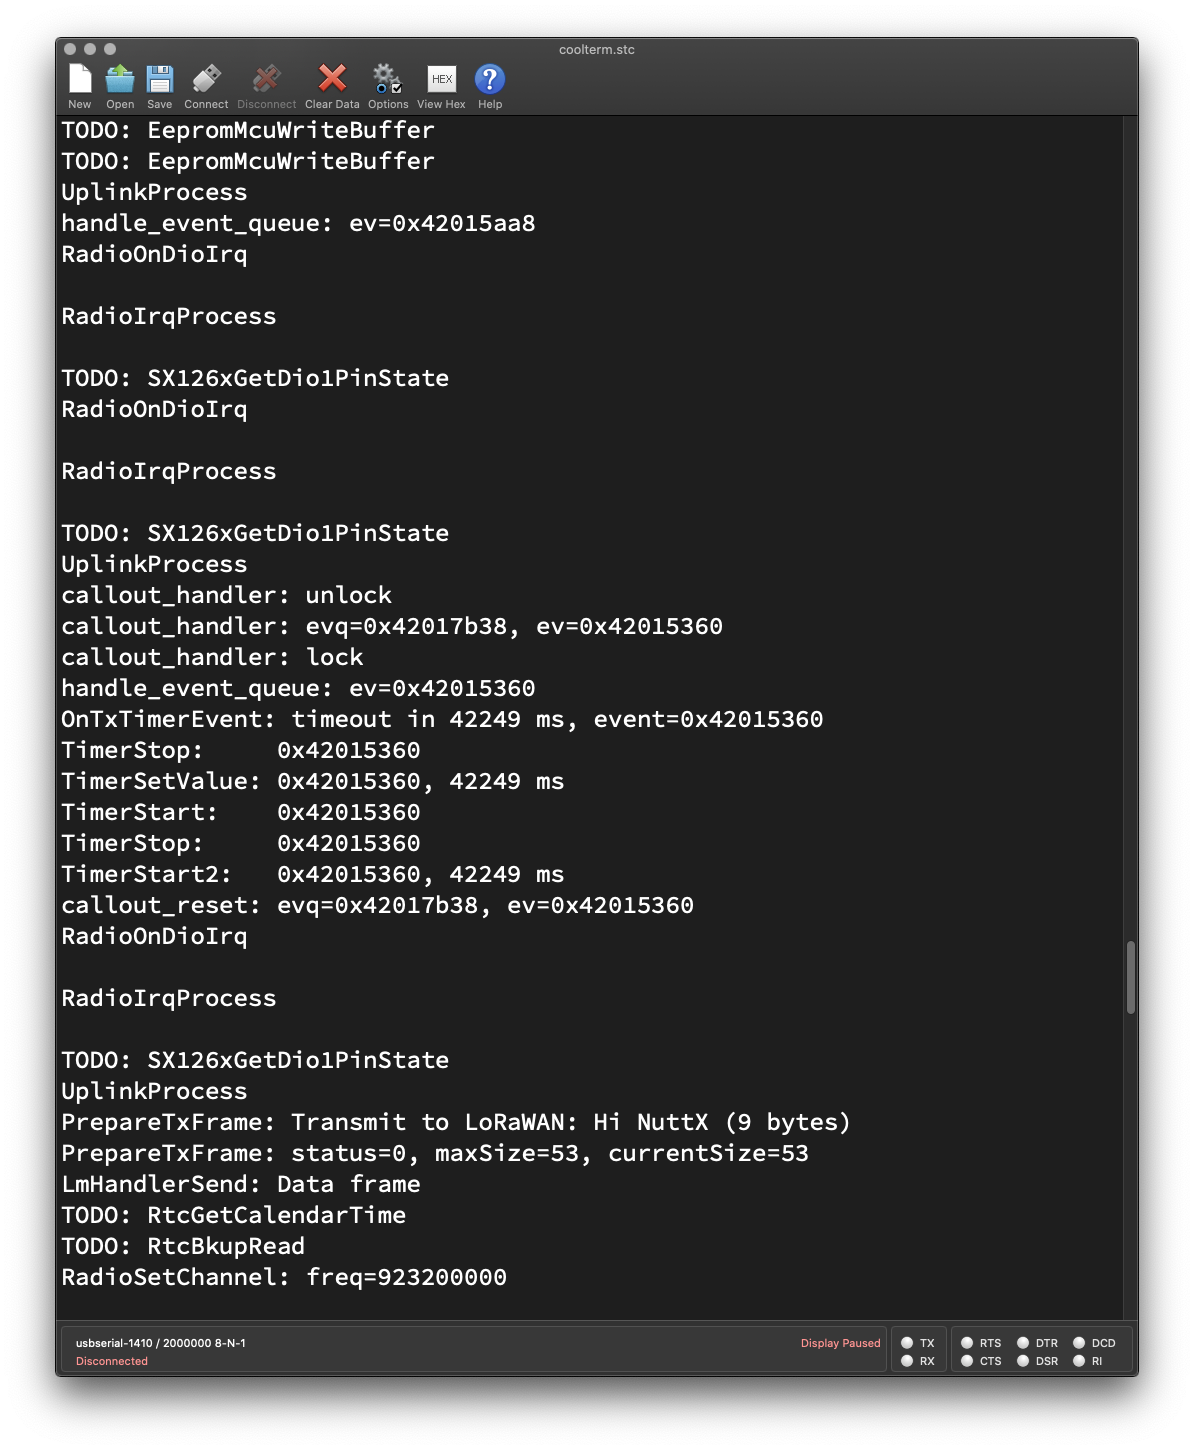 coolterm.stc
New Open Save Connect Disconnect Clear Data Options HEX View Hex ? Help
TODO: EepromMcuWriteBuffer
TODO: EepromMcuWriteBuffer
UplinkProcess
handle_event_queue: ev=0x42015aa8
RadioOnDioIrq
RadioIrqProcess
TODO: SX126xGetDio1PinState
RadioOnDioIrq
RadioIrqProcess
TODO: SX126xGetDio1PinState
UplinkProcess
callout_handler: unlock
callout_handler: evq=0x42017b38, ev=0x42015360
callout_handler: lock
handle_event_queue: ev=0x42015360
OnTxTimerEvent: timeout in 42249 ms, event=0x42015360
TimerStop:     0x42015360
TimerSetValue: 0x42015360, 42249 ms
TimerStart:    0x42015360
TimerStop:     0x42015360
TimerStart2:   0x42015360, 42249 ms
callout_reset: evq=0x42017b38, ev=0x42015360
RadioOnDioIrq
RadioIrqProcess
TODO: SX126xGetDio1PinState
UplinkProcess
PrepareTxFrame: Transmit to LoRaWAN: Hi NuttX (9 bytes)
PrepareTxFrame: status=0, maxSize=53, currentSize=53
LmHandlerSend: Data frame
TODO: RtcGetCalendarTime
TODO: RtcBkupRead
RadioSetChannel: freq=923200000
usbserial-1410 / 2000000 8-N-1 Display Paused TX RTS DTR DCD
Disconnected RX CTS DSR RI